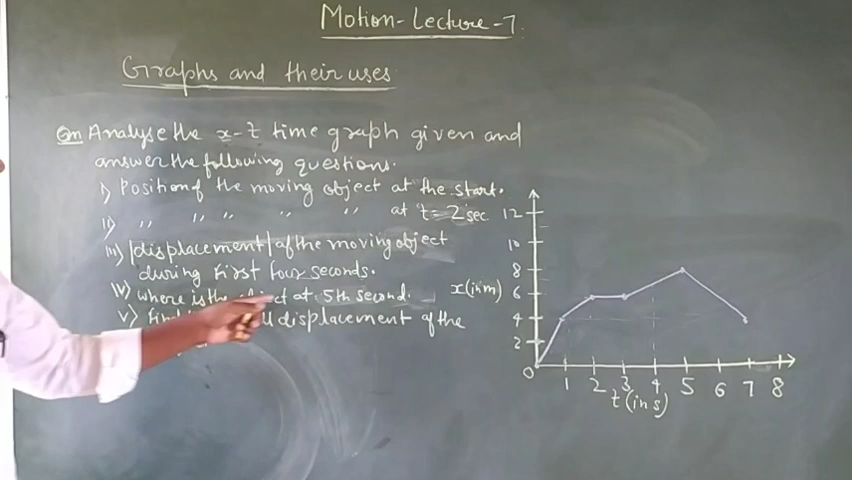 Motion-Lecture-7.
Graphs and their uses
Qn Analyse the x-t time graph given and
answer the following questions.
i) Position of the moving object at the start.
ii) ,, ,, ,, ,, ,, at t=2 sec
iii) |displacement| of the moving object
during first four seconds.
iv) where is the object at 5th second.
v) displacement of the
12
10
8
6
4
2
0
x(in m)
1 2 3 4 5 6 7 8
t(in s)